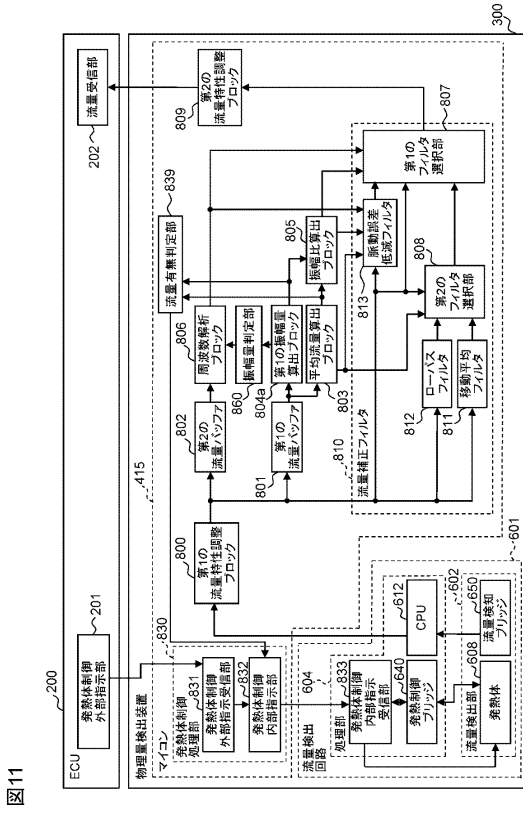 図11
200
ECU
発熱体制御
外部指示部
201
流量受信部
202
300
物理量検出装置
415
マイコン
830
発熱体制御
処理部
831
発熱体制御
外部指示受信部
832
発熱体制御
内部指示部
800
第1の
流量特性調整
ブロック
802
第2の
流量バッファ
801
第1の
流量バッファ
806
周波数解析
ブロック
860
振幅量判定部
804a
第1の振幅量
算出ブロック
平均流量算出
ブロック
803
839
流量有無判定部
805
振幅比算出
ブロック
809
第2の
流量特性調整
ブロック
810
流量補正フィルタ
812
ローパス
フィルタ
811
移動平均
フィルタ
813
脈動誤差
低減フィルタ
808
第2の
フィルタ
選択部
807
第1の
フィルタ
選択部
601
流量検出
回路
604
処理部
833
発熱体制御
内部指示
受信部
640
発熱体制御
ブリッジ
612
CPU
602
流量検出部
608
発熱体
650
流量検知
ブリッジ